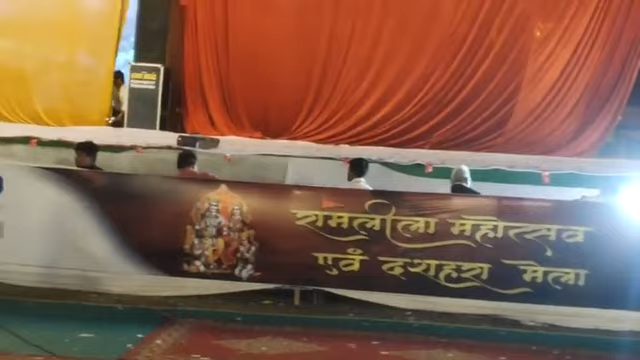 रामलीला महोत्सव
एवं दशहरा मेला